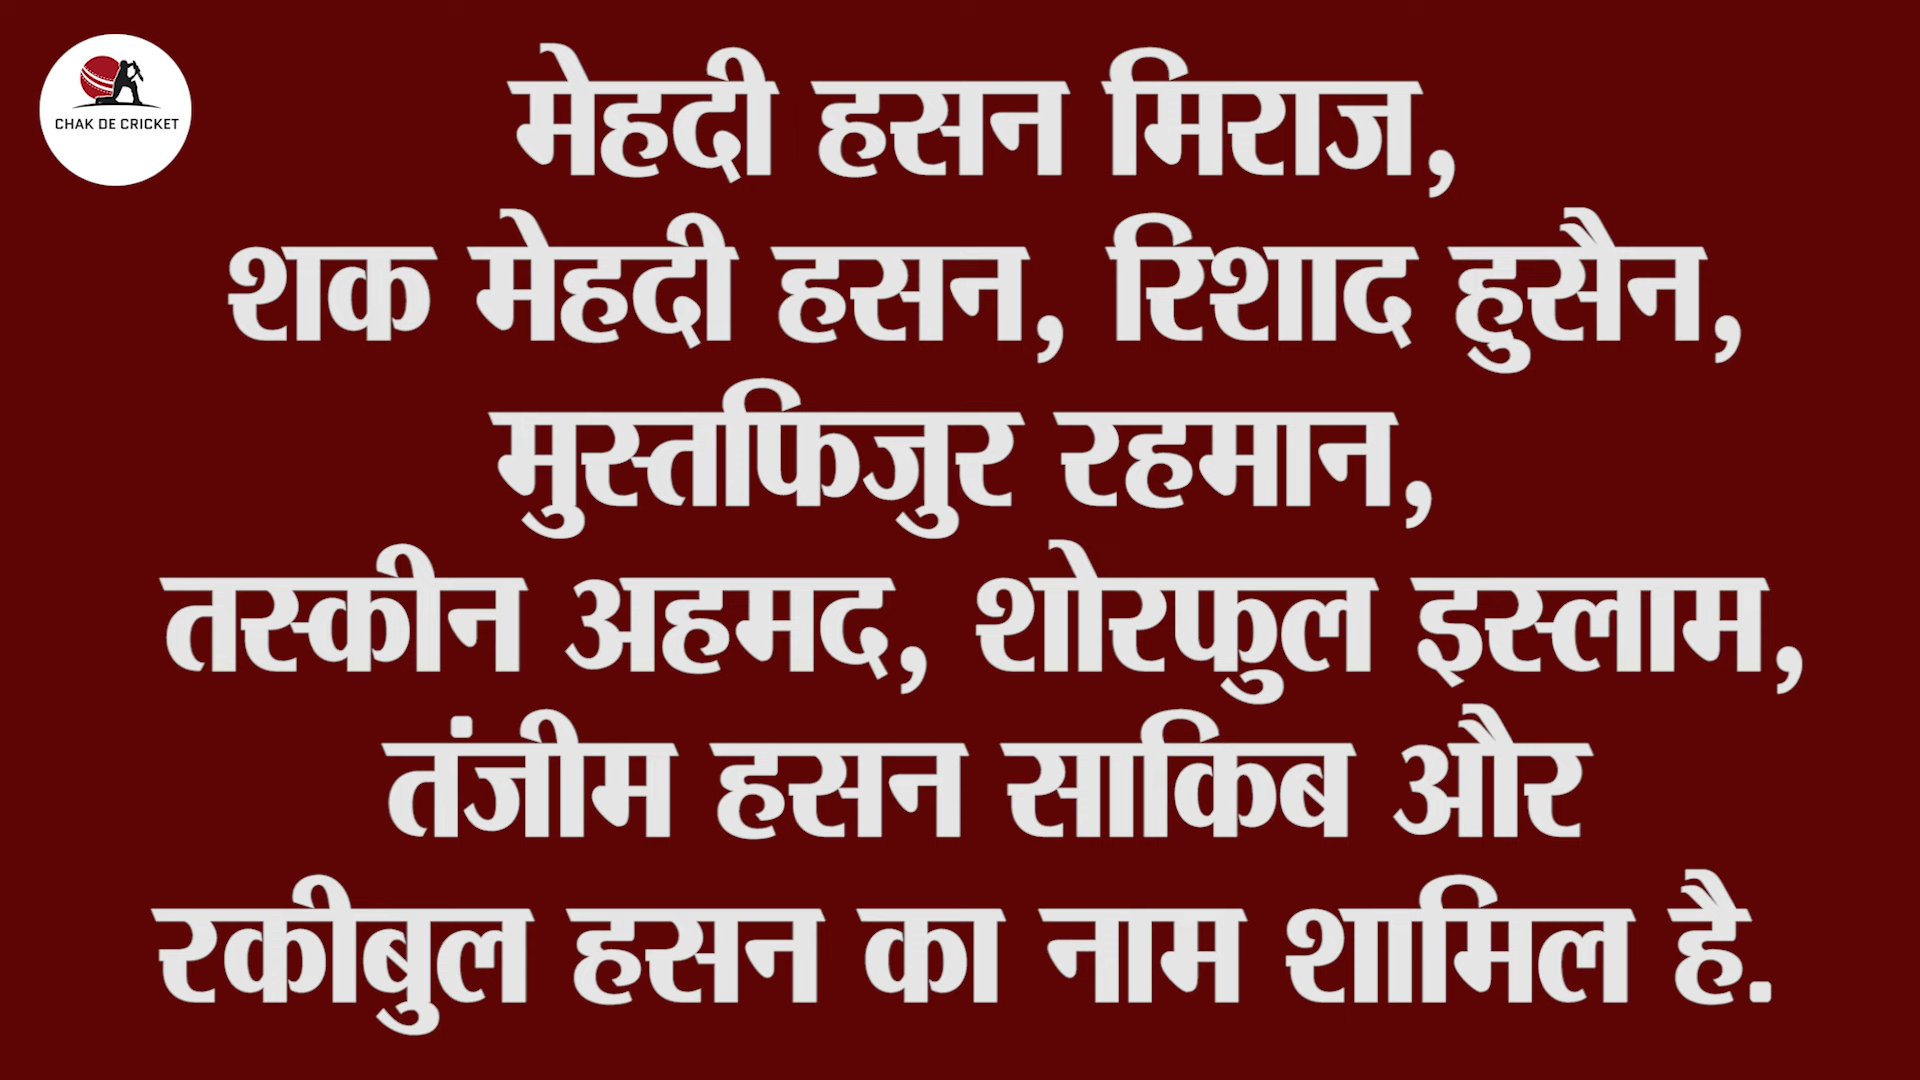 CHAK DE CRICKET
मेहदी हसन मिराज,
शक मेहदी हसन, रिशाद हुसैन,
मुस्तफिजुर रहमान,
तस्कीन अहमद, शोरफुल इस्लाम,
तंजीम हसन साकिब और
रकीबुल हसन का नाम शामिल है.